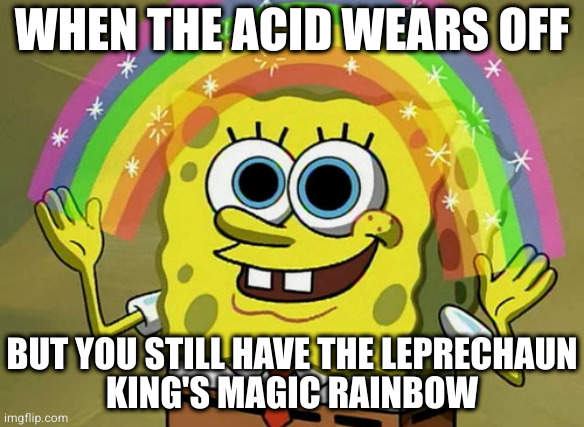 WHEN THE ACID WEARS OFF
BUT YOU STILL HAVE THE LEPRECHAUN
KING'S MAGIC RAINBOW
imgflip.com